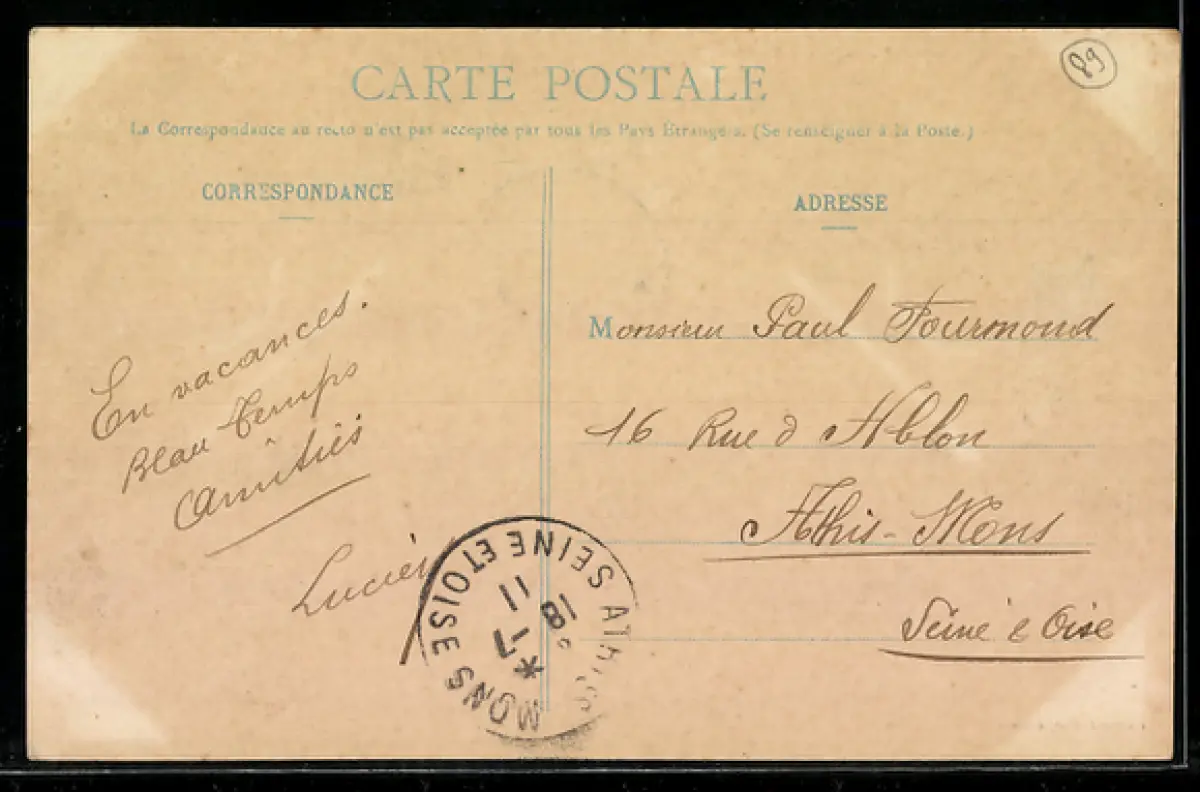 CARTE POSTALE
89
La Correspondance au recto n'est pas acceptée par tous les Pays Étrangers. (Se renseigner à la Poste.)
CORRESPONDANCE
ADRESSE
En vacances.
Beau temps
Amitiés
Lucien
Monsieur Paul Fourmond
16 Rue d Ablon
Athis-Mons
Seine & Oise
ATHIS MONS SEINE ET OISE
18
-7
11